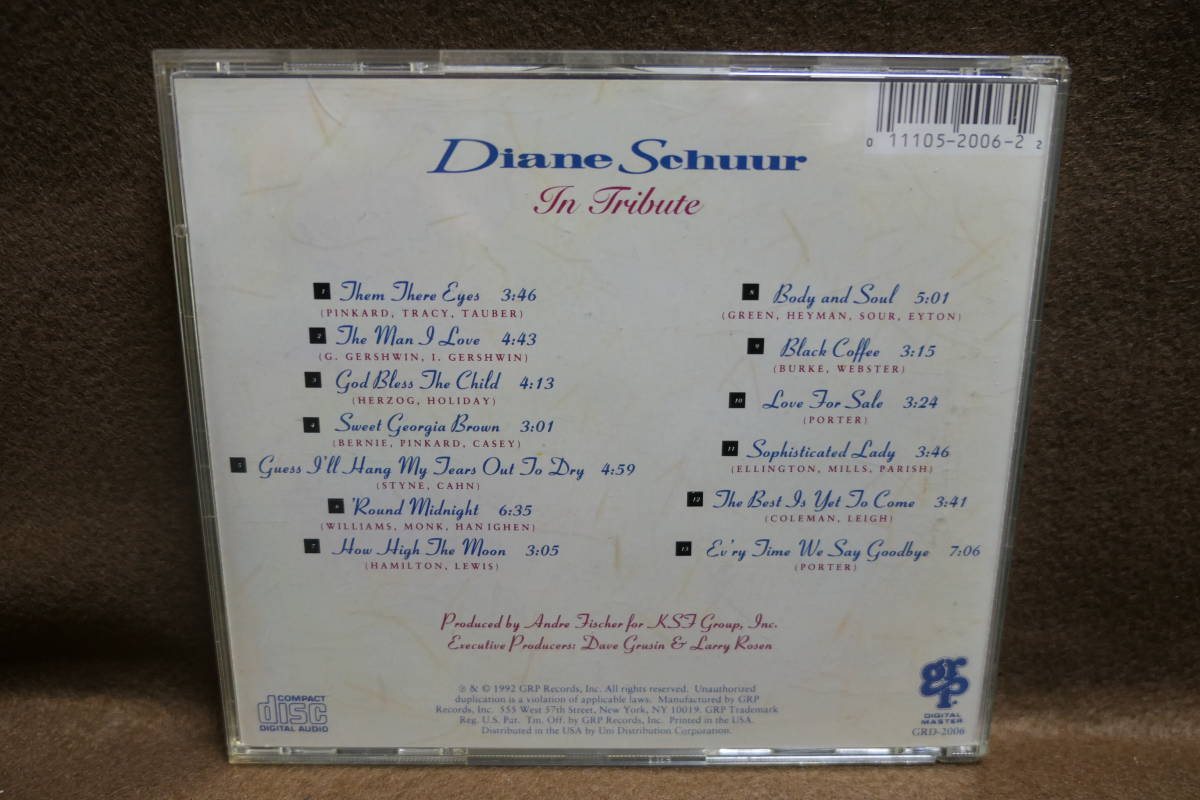 0 11105-2006-2 2
Diane Schuur
In Tribute
1 Them There Eyes 3:46
(PINKARD, TRACY, TAUBER)
2 The Man I Love 4:43
(G. GERSHWIN, I. GERSHWIN)
3 God Bless The Child 4:13
(HERZOG, HOLIDAY)
4 Sweet Georgia Brown 3:01
(BERNIE, PINKARD, CASEY)
5 Guess I'll Hang My Tears Out To Dry 4:59
(STYNE, CAHN)
6 'Round Midnight 6:35
(WILLIAMS, MONK, HANIGHEN)
7 How High The Moon 3:05
(HAMILTON, LEWIS)
8 Body and Soul 5:01
(GREEN, HEYMAN, SOUR, EYTON)
9 Black Coffee 3:15
(BURKE, WEBSTER)
10 Love For Sale 3:24
(PORTER)
11 Sophisticated Lady 3:46
(ELLINGTON, MILLS, PARISH)
12 The Best Is Yet To Come 3:41
(COLEMAN, LEIGH)
13 Ev'ry Time We Say Goodbye 7:06
(PORTER)
Produced by Andre Fischer for KSF Group, Inc.
Executive Producers: Dave Grusin & Larry Rosen
℗ & © 1992 GRP Records, Inc. All rights reserved. Unauthorized
duplication is a violation of applicable laws. Manufactured by GRP
Records, Inc. 555 West 57th Street, New York, NY 10019. GRP Trademark
Reg. U.S. Pat. Tm. Off. by GRP Records, Inc. Printed in the USA.
Distributed in the USA by Uni Distribution Corporation.
COMPACT
disc
DIGITAL AUDIO
grp
DIGITAL
MASTER
GRD-2006